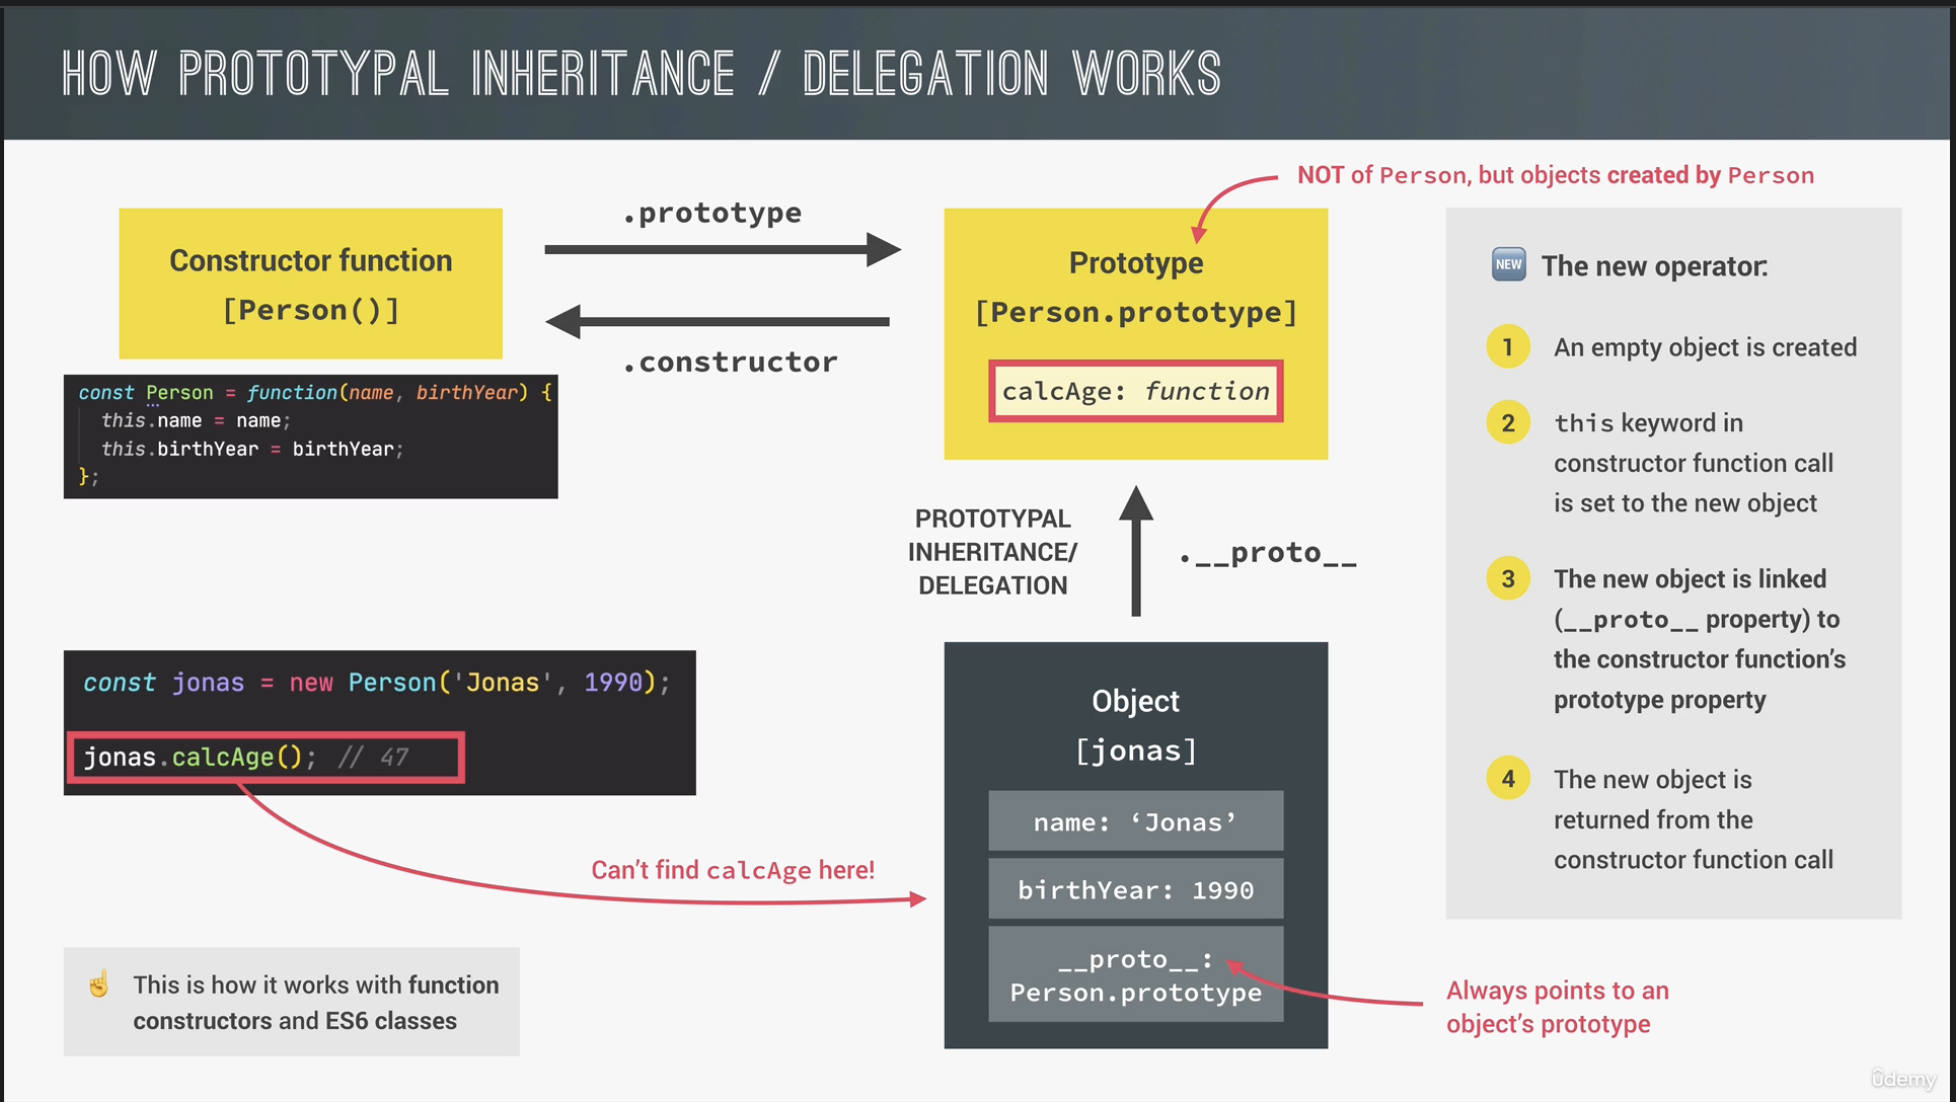 HOW PROTOTYPAL INHERITANCE / DELEGATION WORKS
NOT of Person, but objects created by Person
Constructor function
[Person()]
.prototype
.constructor
Prototype
[Person.prototype]
calcAge: function
const Person = function(name, birthYear) {
this.name = name;
this.birthYear = birthYear;
};
PROTOTYPAL
INHERITANCE/
DELEGATION
.__proto__
const jonas = new Person('Jonas', 1990);
jonas.calcAge(); // 47
Can’t find calcAge here!
Object
[jonas]
name: ‘Jonas’
birthYear: 1990
__proto__:
Person.prototype
Always points to an
object’s prototype
☝ This is how it works with function
constructors and ES6 classes
NEW The new operator:
1 An empty object is created
2 this keyword in
constructor function call
is set to the new object
3 The new object is linked
(__proto__ property) to
the constructor function’s
prototype property
4 The new object is
returned from the
constructor function call
ûdemy